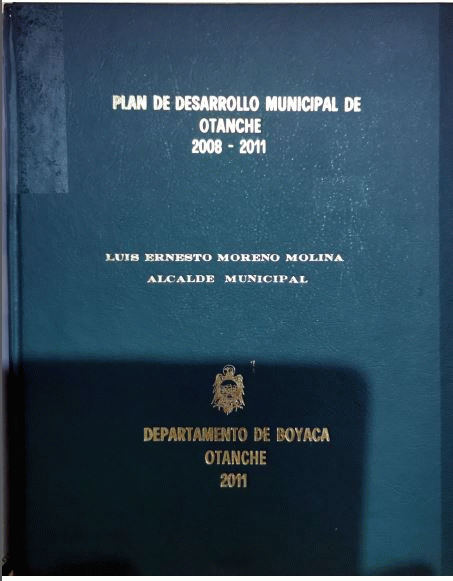 PLAN DE DESARROLLO MUNICIPAL DE
OTANCHE
2008 - 2011
LUIS ERNESTO MORENO MOLINA
ALCALDE MUNICIPAL
DEPARTAMENTO DE BOYACA
OTANCHE
2011